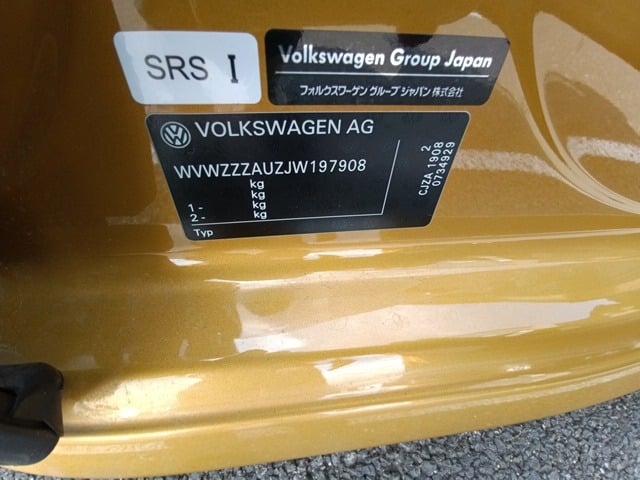 SRS I
Volkswagen Group Japan
フォルクスワーゲン グループ ジャパン 株式会社
VOLKSWAGEN AG
WVWZZZAUZJW197908
kg
kg
1 - kg
2 - kg
Typ
2
CJZA 1908
0734929